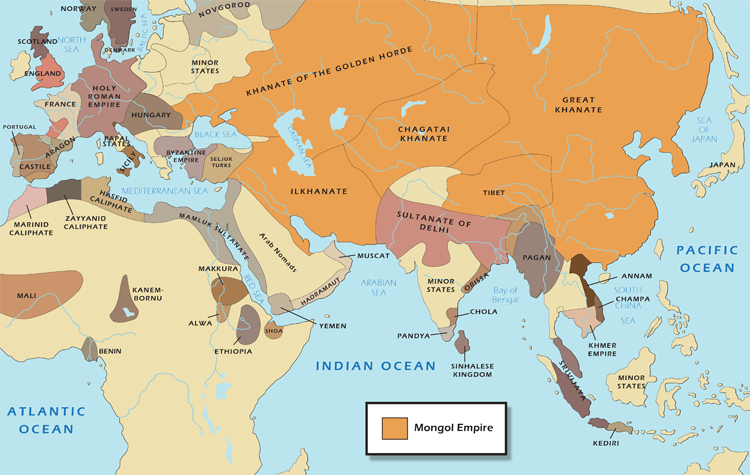 NORWAY
SWEDEN
NOVGOROD
SCOTLAND
NORTH
SEA
BALTIC SEA
DENMARK
ENGLAND
MINOR
STATES
KHANATE OF THE GOLDEN HORDE
HOLY
ROMAN
EMPIRE
FRANCE
HUNGARY
GREAT
KHANATE
PORTUGAL
ARAGON
PAPAL
STATES
BLACK SEA
CASPIAN SEA
CHAGATAI
KHANATE
SEA
OF
JAPAN
CASTILE
SICILY
BYZANTINE
EMPIRE
SELJUK
TURKS
JAPAN
MEDITERRANEAN SEA
ILKHANATE
TIBET
HASFID
CALIPHATE
MARINID
CALIPHATE
ZAYYANID
CALIPHATE
MAMLUK SULTANATE
SULTANATE OF
DELHI
Arab Nomads
MUSCAT
PAGAN
PACIFIC
OCEAN
MAKKURA
RED SEA
HADRAMAUT
ARABIAN
SEA
MINOR
STATES
ORISSA
Bay of
Bengal
ANNAM
SOUTH
CHINA
SEA
CHAMPA
MALI
KANEM-
BORNU
ALWA
YEMEN
CHOLA
BENIN
ETHIOPIA
SHOA
PANDYA
KHMER
EMPIRE
INDIAN OCEAN
SINHALESE
KINGDOM
SRIVIJAYA
MINOR
STATES
ATLANTIC
OCEAN
KEDIRI
Mongol Empire